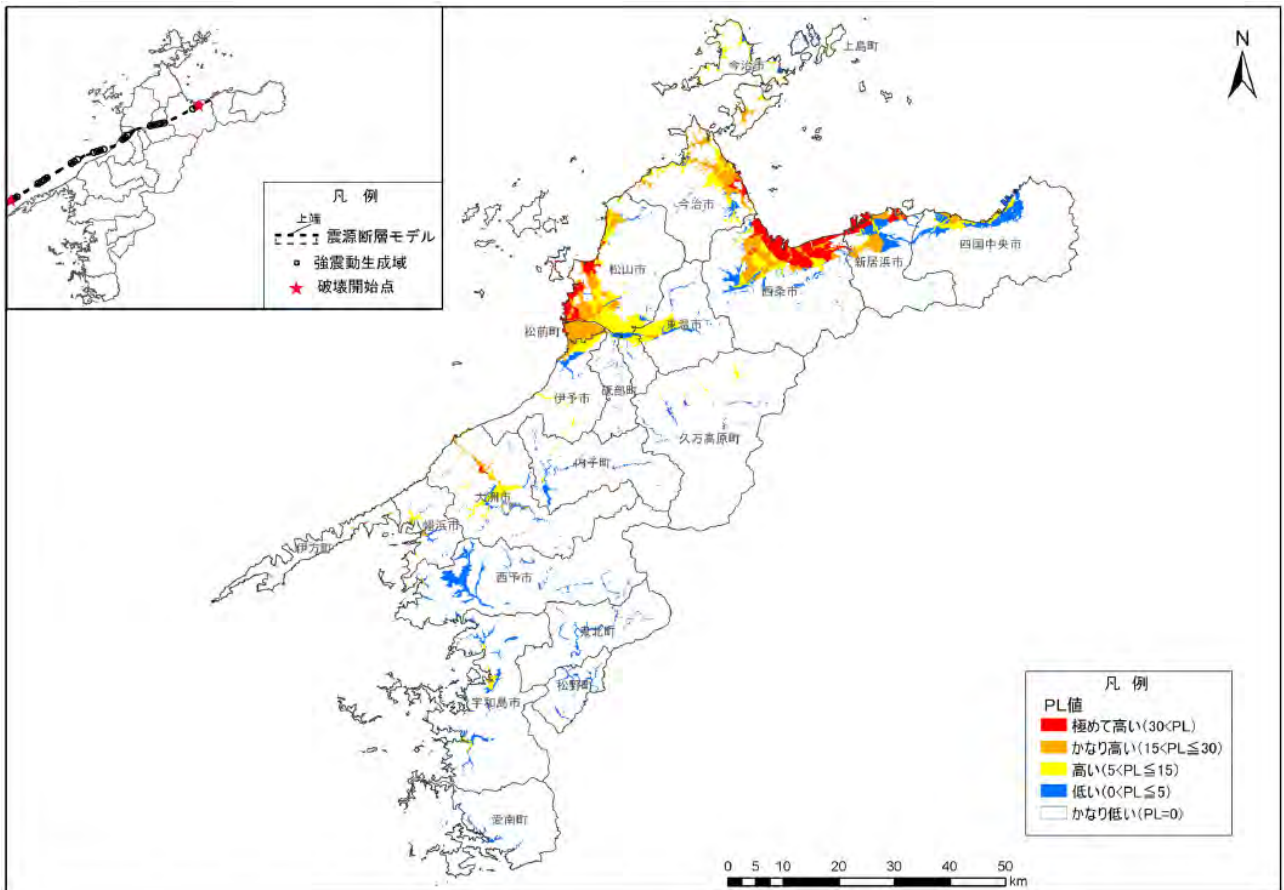 凡 例
上端
震源断層モデル
強震動生成域
破壊開始点
N
上島町
今治市
今治市
四国中央市
新居浜市
西条市
松山市
東温市
松前町
伊予市
砥部町
久万高原町
内子町
大洲市
八幡浜市
伊方町
西予市
鬼北町
松野町
宇和島市
愛南町
凡 例
PL値
極めて高い(30<PL)
かなり高い(15<PL≦30)
高い(5<PL≦15)
低い(0<PL≦5)
かなり低い(PL=0)
0 5 10 20 30 40 50
km